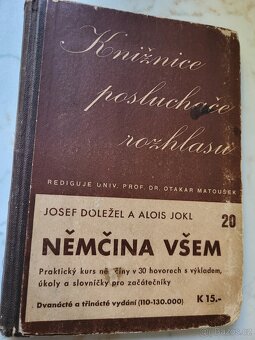 Knižnice
posluchače
rozhlasu
REDIGUJE UNIV. PROF. DR. OTAKAR MATOUŠEK
20
JOSEF DOLEŽEL A ALOIS JOKL
NĚMČINA VŠEM
Praktický kurs němčiny v 30 hovorech s výkladem,
úkoly a slovníčky pro začátečníky
Dvanácté a třinácté vydání (110-130.000) K 15.-